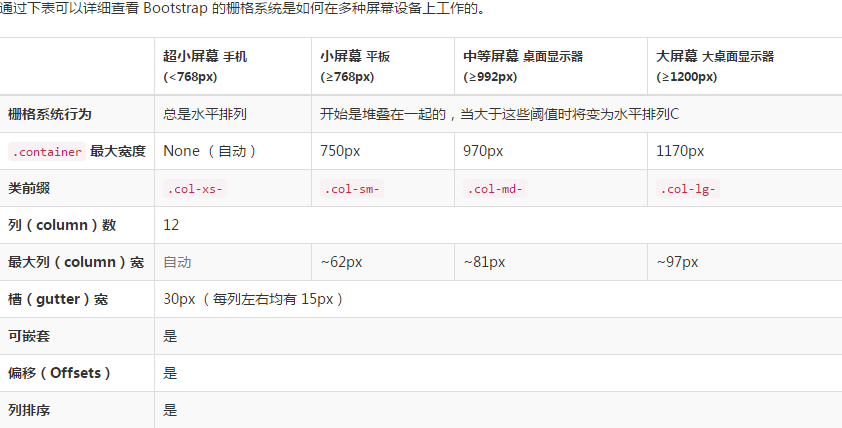 通过下表可以详细查看 Bootstrap 的栅格系统是如何在多种屏幕设备上工作的。
超小屏幕 手机 (<768px) 小屏幕 平板 (≥768px) 中等屏幕 桌面显示器 (≥992px) 大屏幕 大桌面显示器 (≥1200px)
栅格系统行为 总是水平排列 开始是堆叠在一起的，当大于这些阈值时将变为水平排列C
.container 最大宽度 None （自动） 750px 970px 1170px
类前缀 .col-xs- .col-sm- .col-md- .col-lg-
列（column）数 12
最大列（column）宽 自动 ~62px ~81px ~97px
槽（gutter）宽 30px （每列左右均有 15px）
可嵌套 是
偏移（Offsets） 是
列排序 是